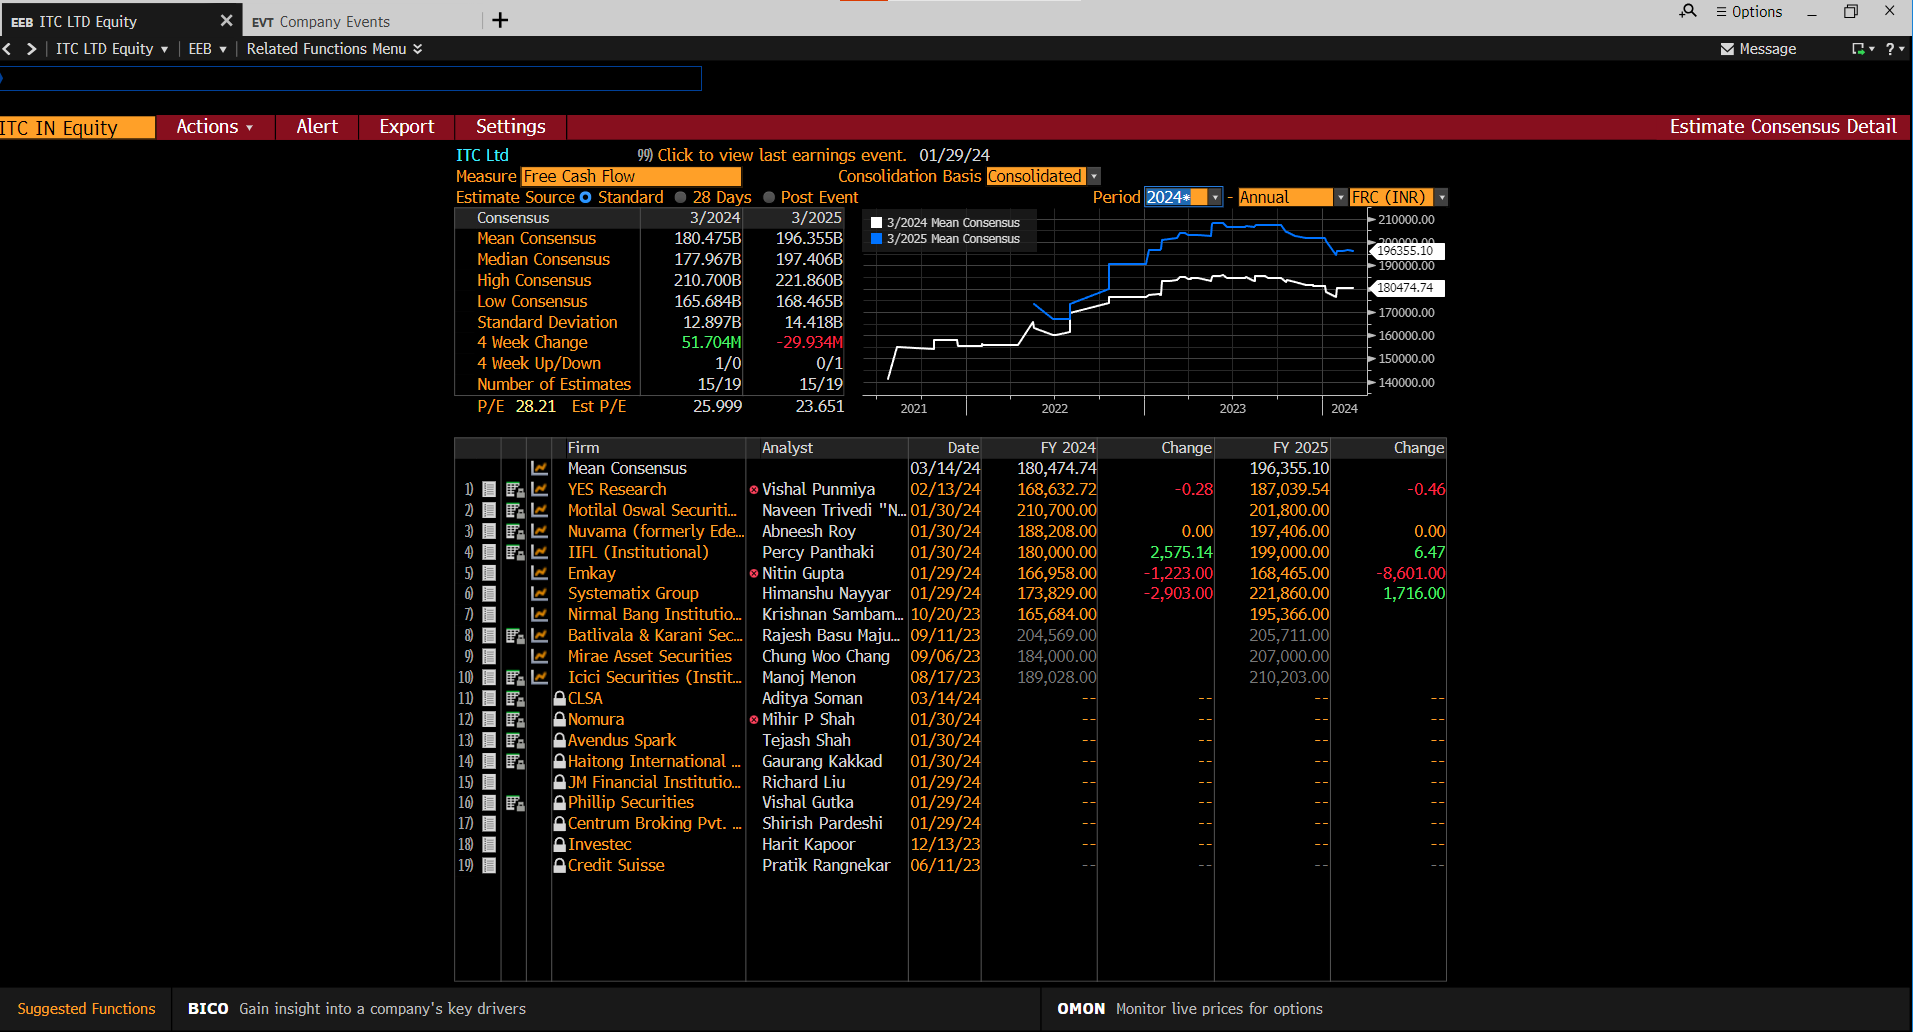 EEB ITC LTD Equity × EVT Company Events +
Options
ITC LTD Equity EEB Related Functions Menu Message ?
ITC IN Equity Actions Alert Export Settings Estimate Consensus Detail
ITC Ltd 99) Click to view last earnings event. 01/29/24
Measure Free Cash Flow Consolidation Basis Consolidated
Estimate Source Standard 28 Days Post Event Period 2024* - Annual FRC (INR)
Consensus 3/2024 3/2025
Mean Consensus 180.475B 196.355B
Median Consensus 177.967B 197.406B
High Consensus 210.700B 221.860B
Low Consensus 165.684B 168.465B
Standard Deviation 12.897B 14.418B
4 Week Change 51.704M -29.934M
4 Week Up/Down 1/0 0/1
Number of Estimates 15/19 15/19
P/E 28.21 Est P/E 25.999 23.651
3/2024 Mean Consensus
3/2025 Mean Consensus
210000.00
200000.00
196355.10
190000.00
180474.74
170000.00
160000.00
150000.00
140000.00
2021 2022 2023 2024
Firm Analyst Date FY 2024 Change FY 2025 Change
Mean Consensus 03/14/24 180,474.74 196,355.10
1) YES Research Vishal Punmiya 02/13/24 168,632.72 -0.28 187,039.54 -0.46
2) Motilal Oswal Securiti... Naveen Trivedi "N... 01/30/24 210,700.00 201,800.00
3) Nuvama (formerly Ede... Abneesh Roy 01/30/24 188,208.00 0.00 197,406.00 0.00
4) IIFL (Institutional) Percy Panthaki 01/30/24 180,000.00 2,575.14 199,000.00 6.47
5) Emkay Nitin Gupta 01/29/24 166,958.00 -1,223.00 168,465.00 -8,601.00
6) Systematix Group Himanshu Nayyar 01/29/24 173,829.00 -2,903.00 221,860.00 1,716.00
7) Nirmal Bang Institutio... Krishnan Sambam... 10/20/23 165,684.00 195,366.00
8) Batlivala & Karani Sec... Rajesh Basu Maju... 09/11/23 204,569.00 205,711.00
9) Mirae Asset Securities Chung Woo Chang 09/06/23 184,000.00 207,000.00
10) Icici Securities (Instit... Manoj Menon 08/17/23 189,028.00 210,203.00
11) CLSA Aditya Soman 03/14/24 -- -- -- --
12) Nomura Mihir P Shah 01/30/24 -- -- -- --
13) Avendus Spark Tejash Shah 01/30/24 -- -- -- --
14) Haitong International ... Gaurang Kakkad 01/30/24 -- -- -- --
15) JM Financial Institutio... Richard Liu 01/29/24 -- -- -- --
16) Phillip Securities Vishal Gutka 01/29/24 -- -- -- --
17) Centrum Broking Pvt. ... Shirish Pardeshi 01/29/24 -- -- -- --
18) Investec Harit Kapoor 12/13/23 -- -- -- --
19) Credit Suisse Pratik Rangnekar 06/11/23 -- -- -- --
Suggested Functions BICO Gain insight into a company's key drivers OMON Monitor live prices for options